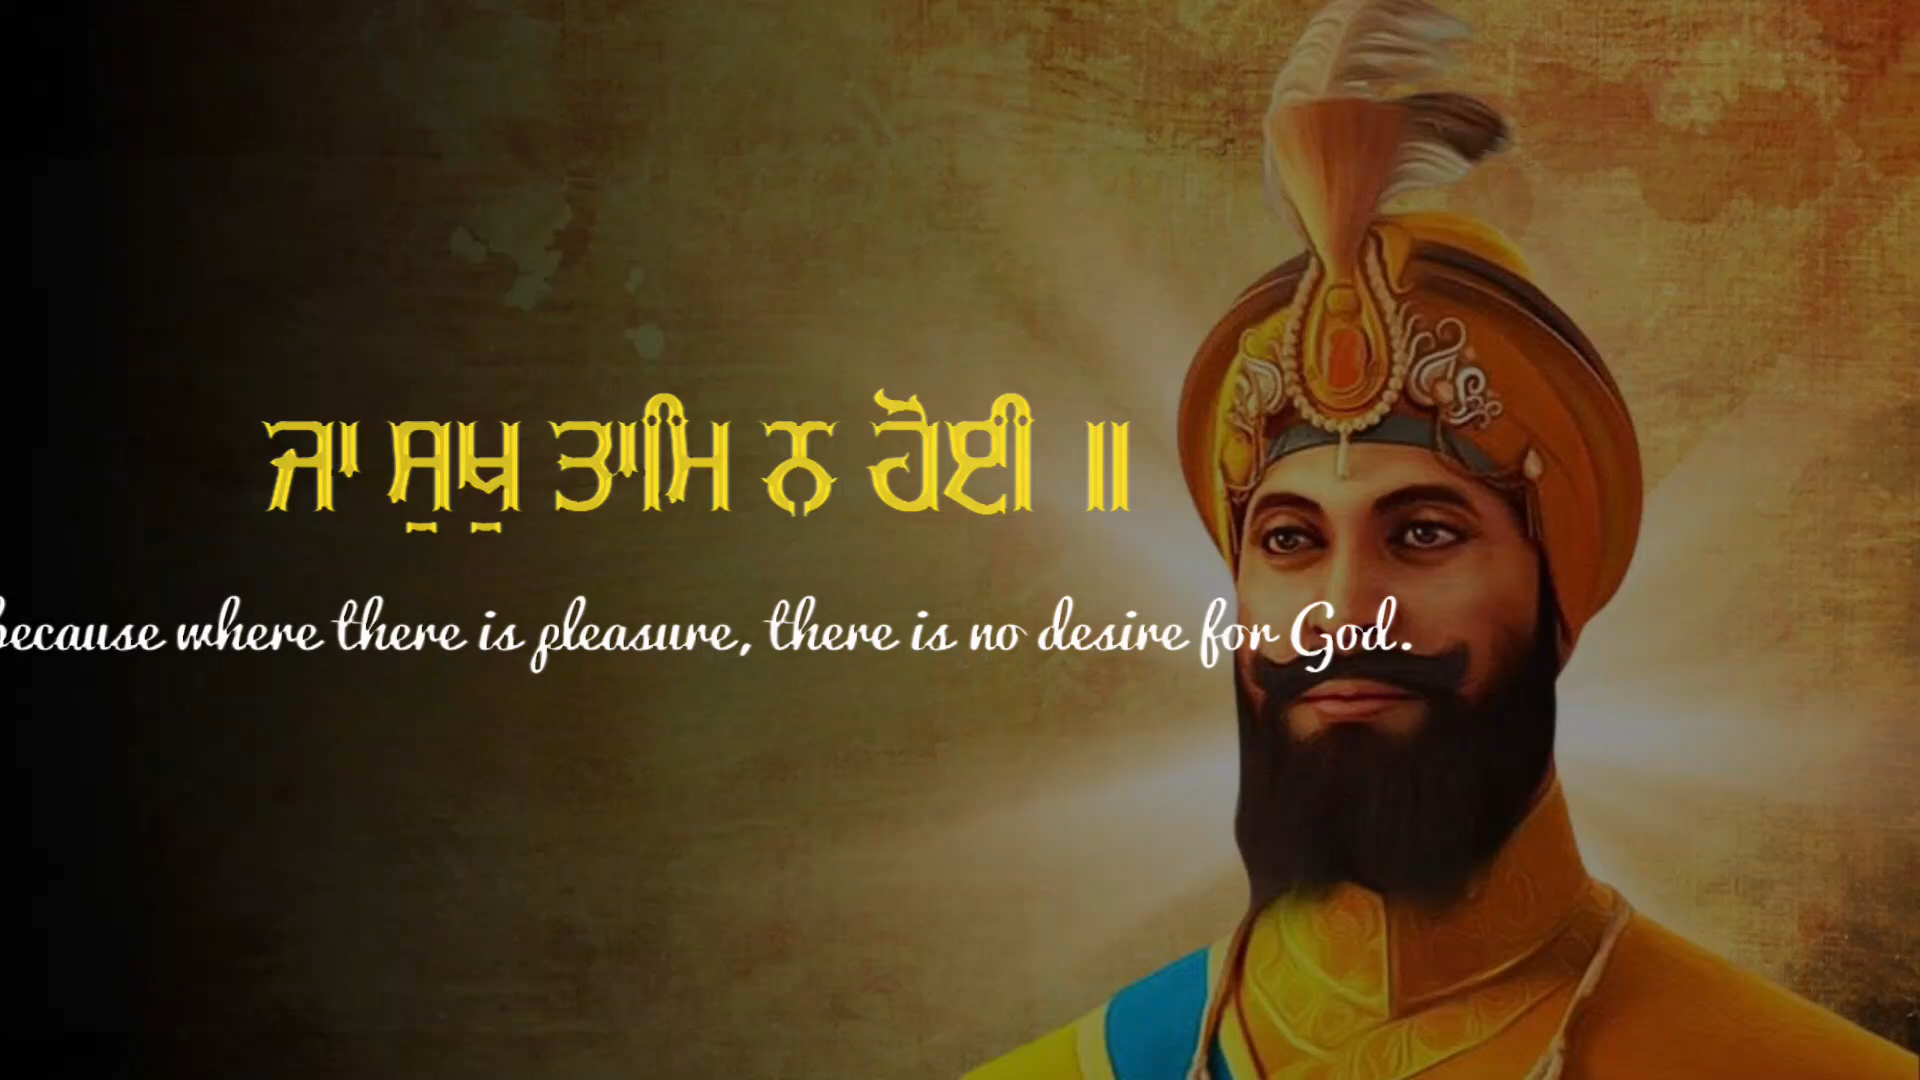 ਜਾ ਸੁਖੁ ਤਾਮਿ ਨ ਹੋਈ ॥
because where there is pleasure, there is no desire for God.